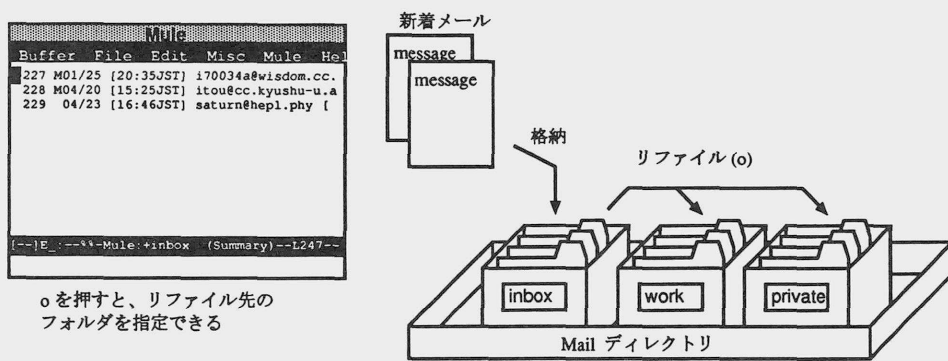 Mule
Buffer File Edit Misc Mule Hel
227 M01/25 [20:35JST] i70034a@wisdom.cc.
228 M04/20 [15:25JST] itou@cc.kyushu-u.a
229 04/23 [16:46JST] saturn@hepl.phy [
[--]E_:--%%-Mule:+inbox (Summary)--L247--
oを押すと、リファイル先の
フォルダを指定できる
新着メール
message
message
格納
リファイル (o)
inbox
work
private
Mail ディレクトリ